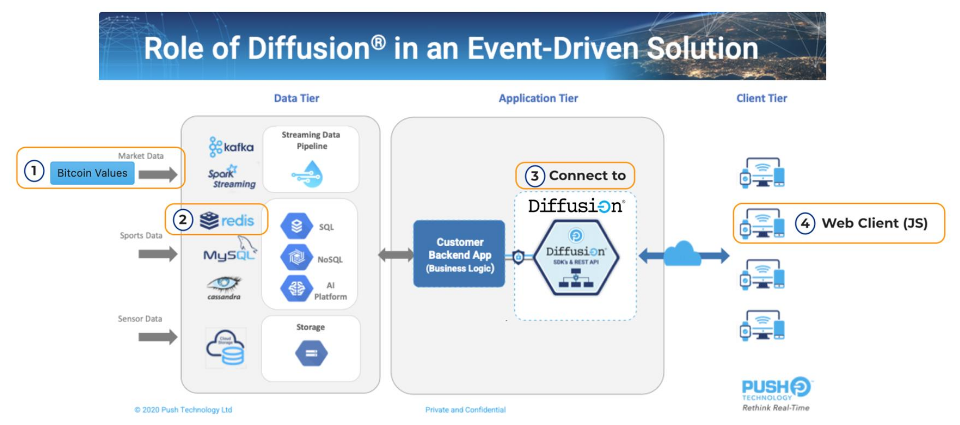 Role of Diffusion® in an Event-Driven Solution
Data Tier
Application Tier
Client Tier
Market Data
1 Bitcoin Values
kafka
Spark Streaming
Streaming Data
Pipeline
2 redis
SQL
Sports Data
MySQL
NoSQL
cassandra
AI
Platform
Sensor Data
Cloud
Storage
Storage
Customer
Backend App
(Business Logic)
3 Connect to
Diffusion®
Diffusion
SDK's & REST API
4 Web Client (JS)
PUSH
TECHNOLOGY
Rethink Real-Time
© 2020 Push Technology Ltd
Private and Confidential